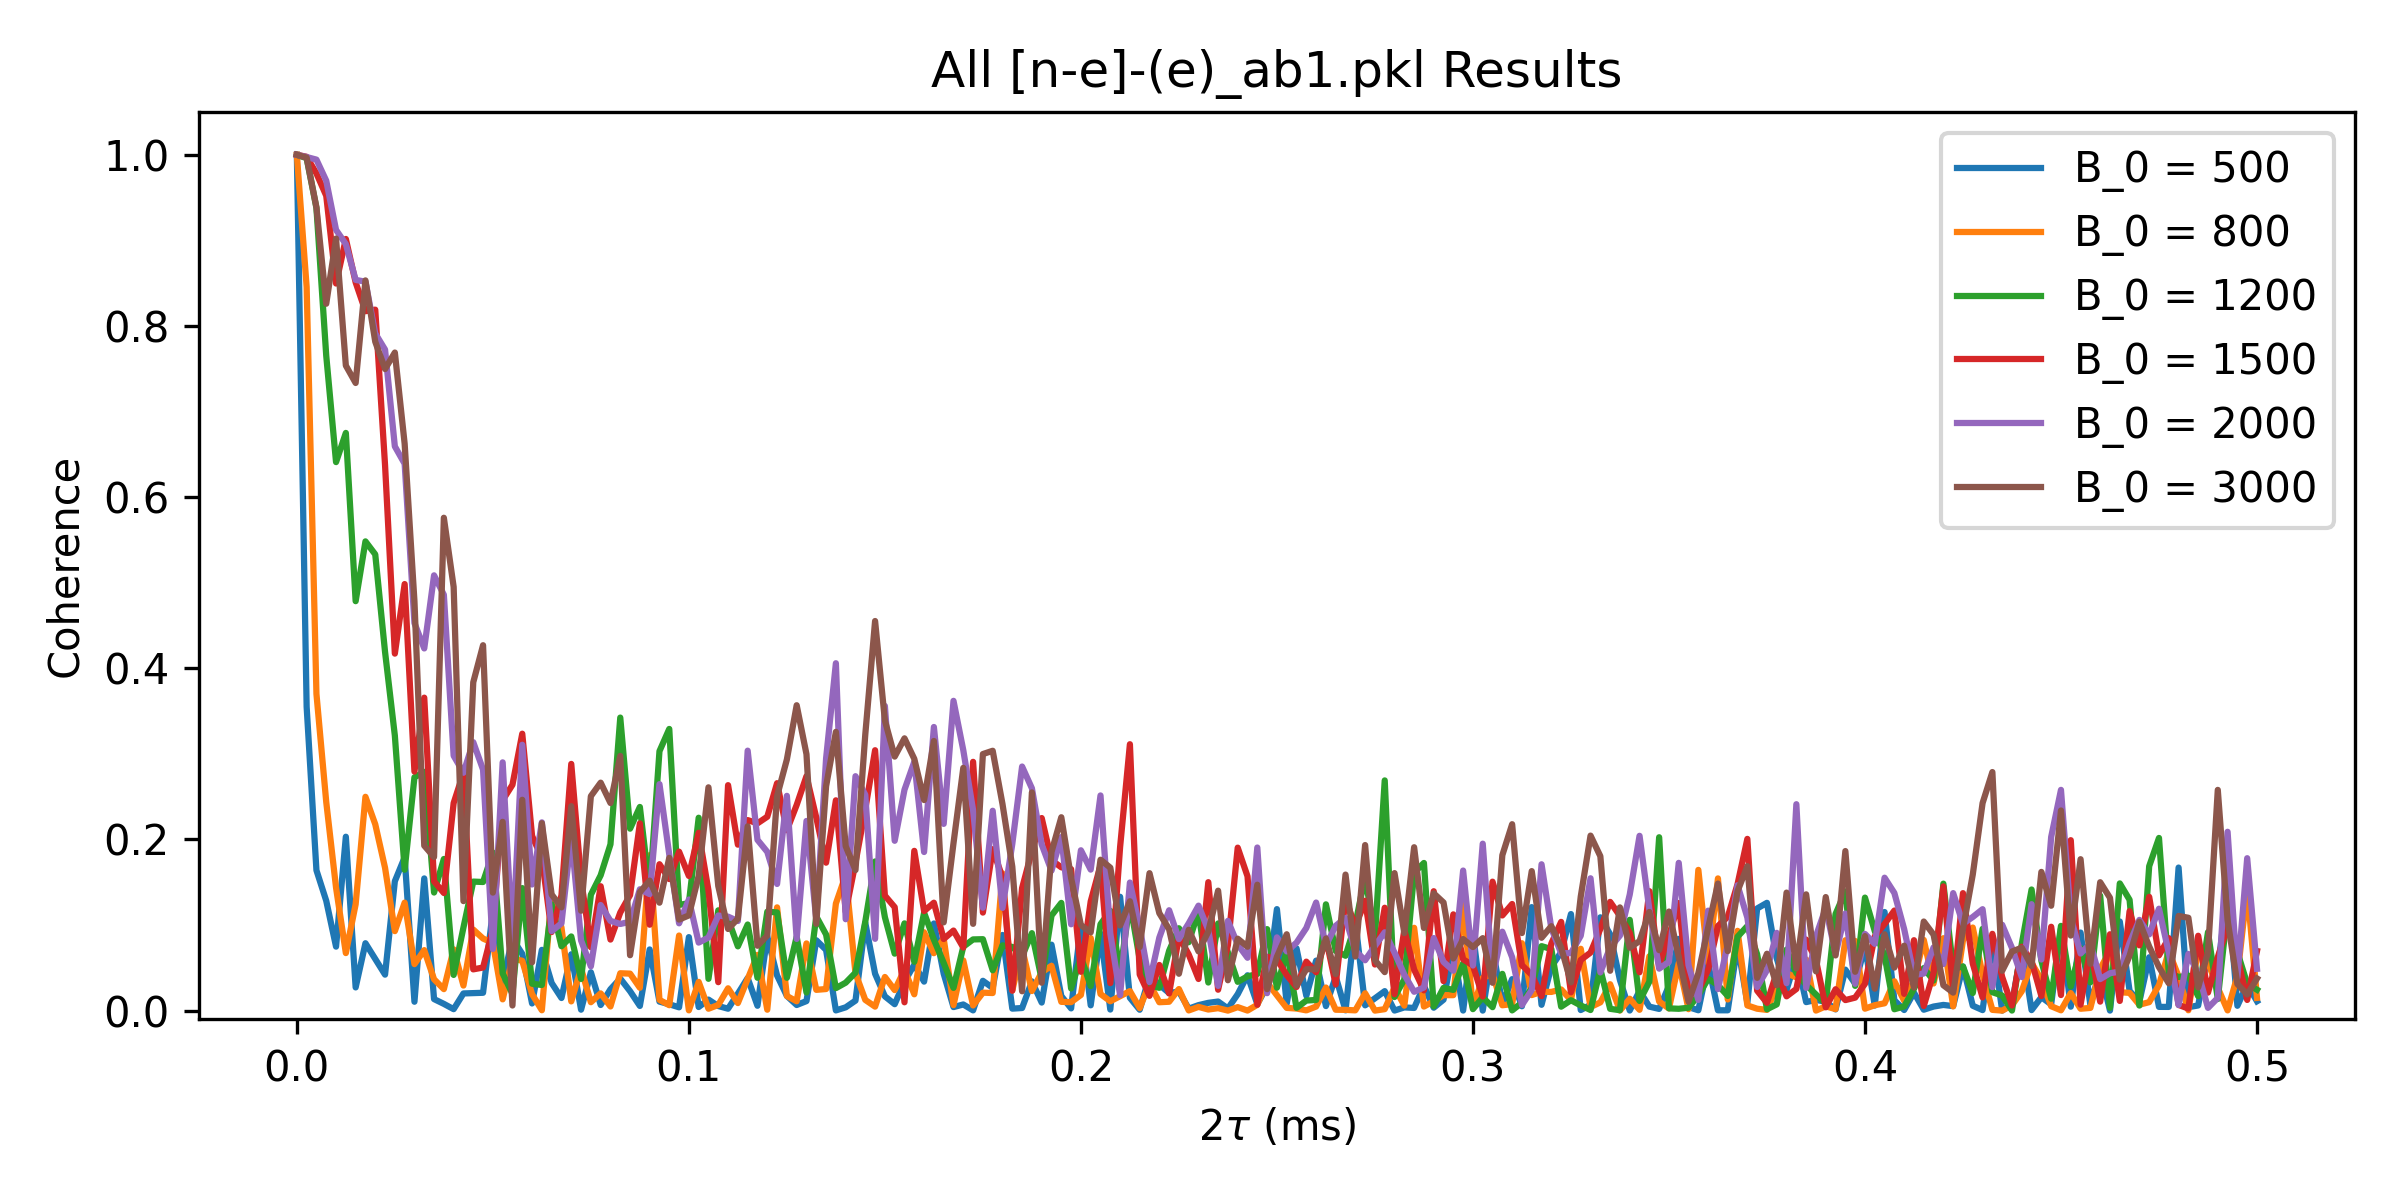 All [n-e]-(e)_ab1.pkl Results
Coherence
1.0
0.8
0.6
0.4
0.2
0.0
B_0 = 500
B_0 = 800
B_0 = 1200
B_0 = 1500
B_0 = 2000
B_0 = 3000
0.0 0.1 0.2 0.3 0.4 0.5
2τ (ms)